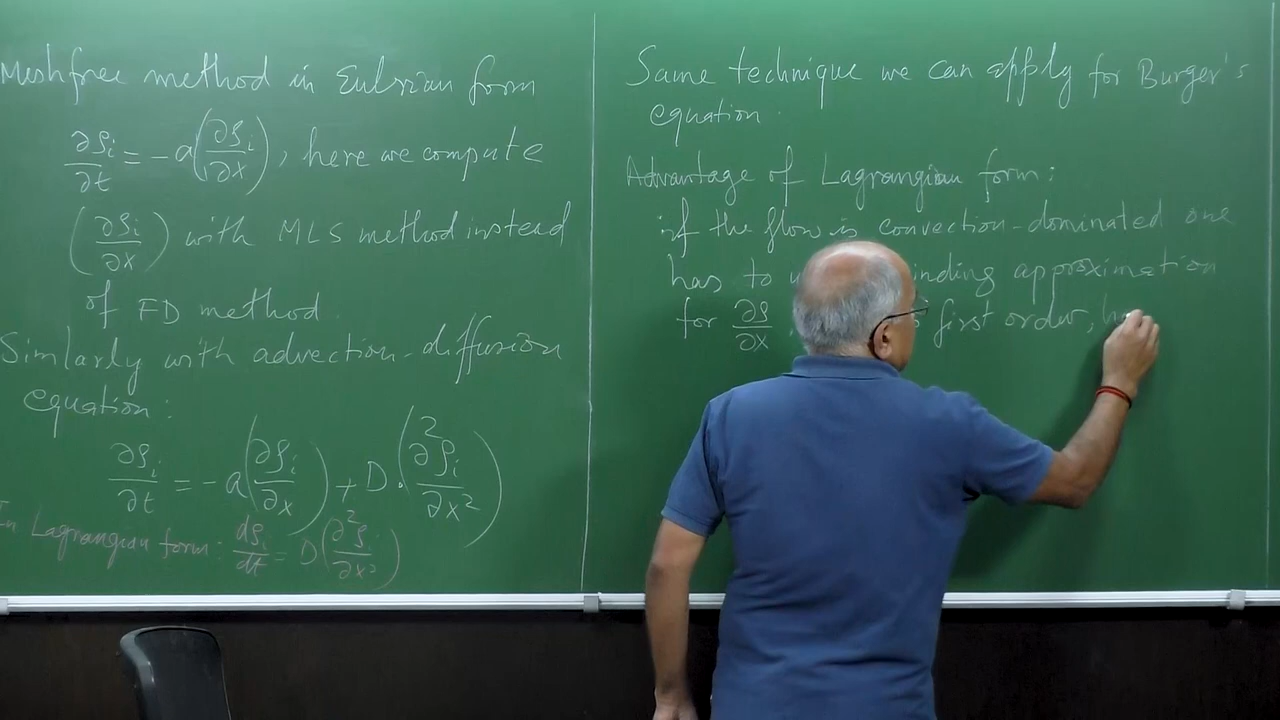 Meshfree method in Eulerian form
∂ρi/∂t = -a(∂ρi/∂x), here we compute
(∂ρi/∂x) with MLS method instead
of FD method.
Similarly with advection-diffusion
equation:
∂ρi/∂t = -a(∂ρi/∂x) + D.(∂²ρi/∂x²)
In Lagrangian form: dρi/dt = D(∂²ρi/∂x²)
Same technique we can apply for Burger's
equation.
Advantage of Lagrangian form:
if the flow is convection-dominated one
has to approximation
for ∂ρ/∂x first order,